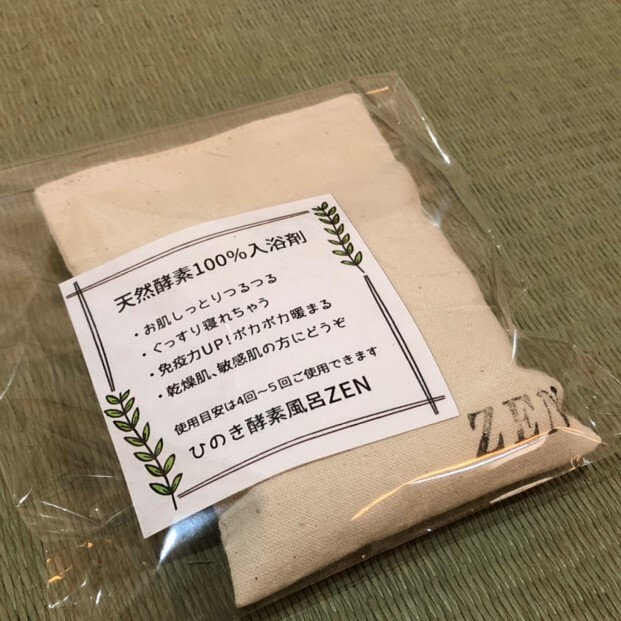 天然酵素100%入浴剤
・お肌しっとりつるつる
・ぐっすり寝れちゃう
・免疫力UP!ポカポカ暖まる
・乾燥肌、敏感肌の方にどうぞ
使用目安は4回～5回ご使用できます
ひのき酵素風呂ZEN
ZEN